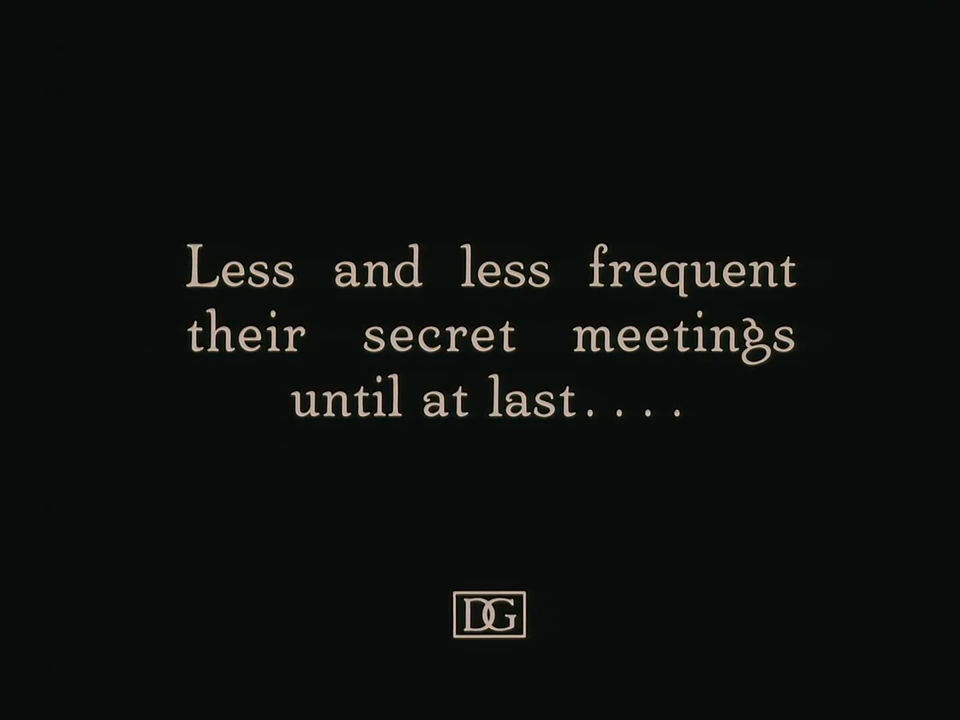 Less and less frequent
their secret meetings
until at last....
DG